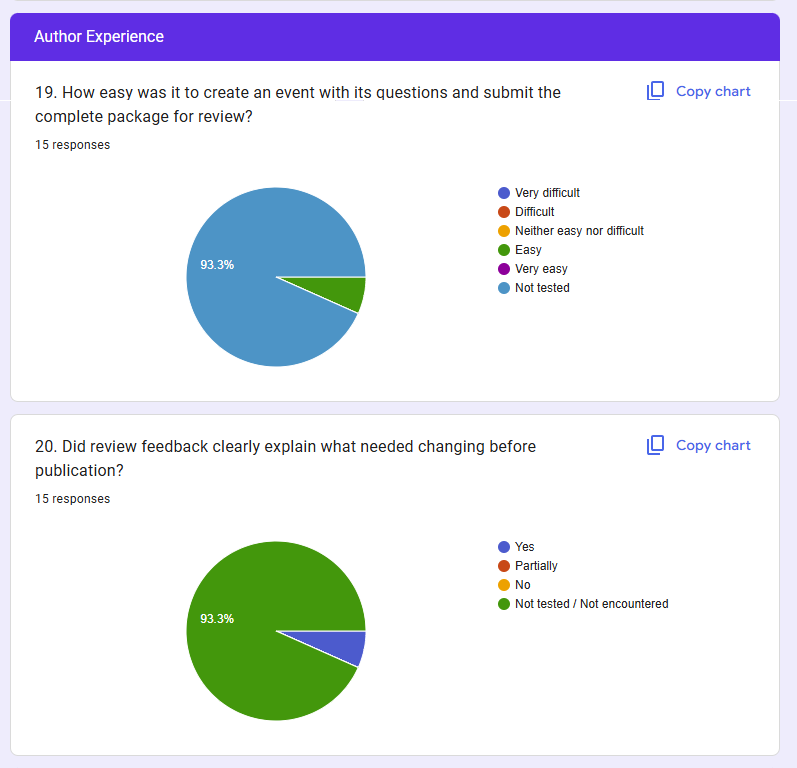 Author Experience
19. How easy was it to create an event with its questions and submit the
complete package for review?
Copy chart
15 responses
93.3%
Very difficult
Difficult
Neither easy nor difficult
Easy
Very easy
Not tested
20. Did review feedback clearly explain what needed changing before
publication?
Copy chart
15 responses
93.3%
Yes
Partially
No
Not tested / Not encountered